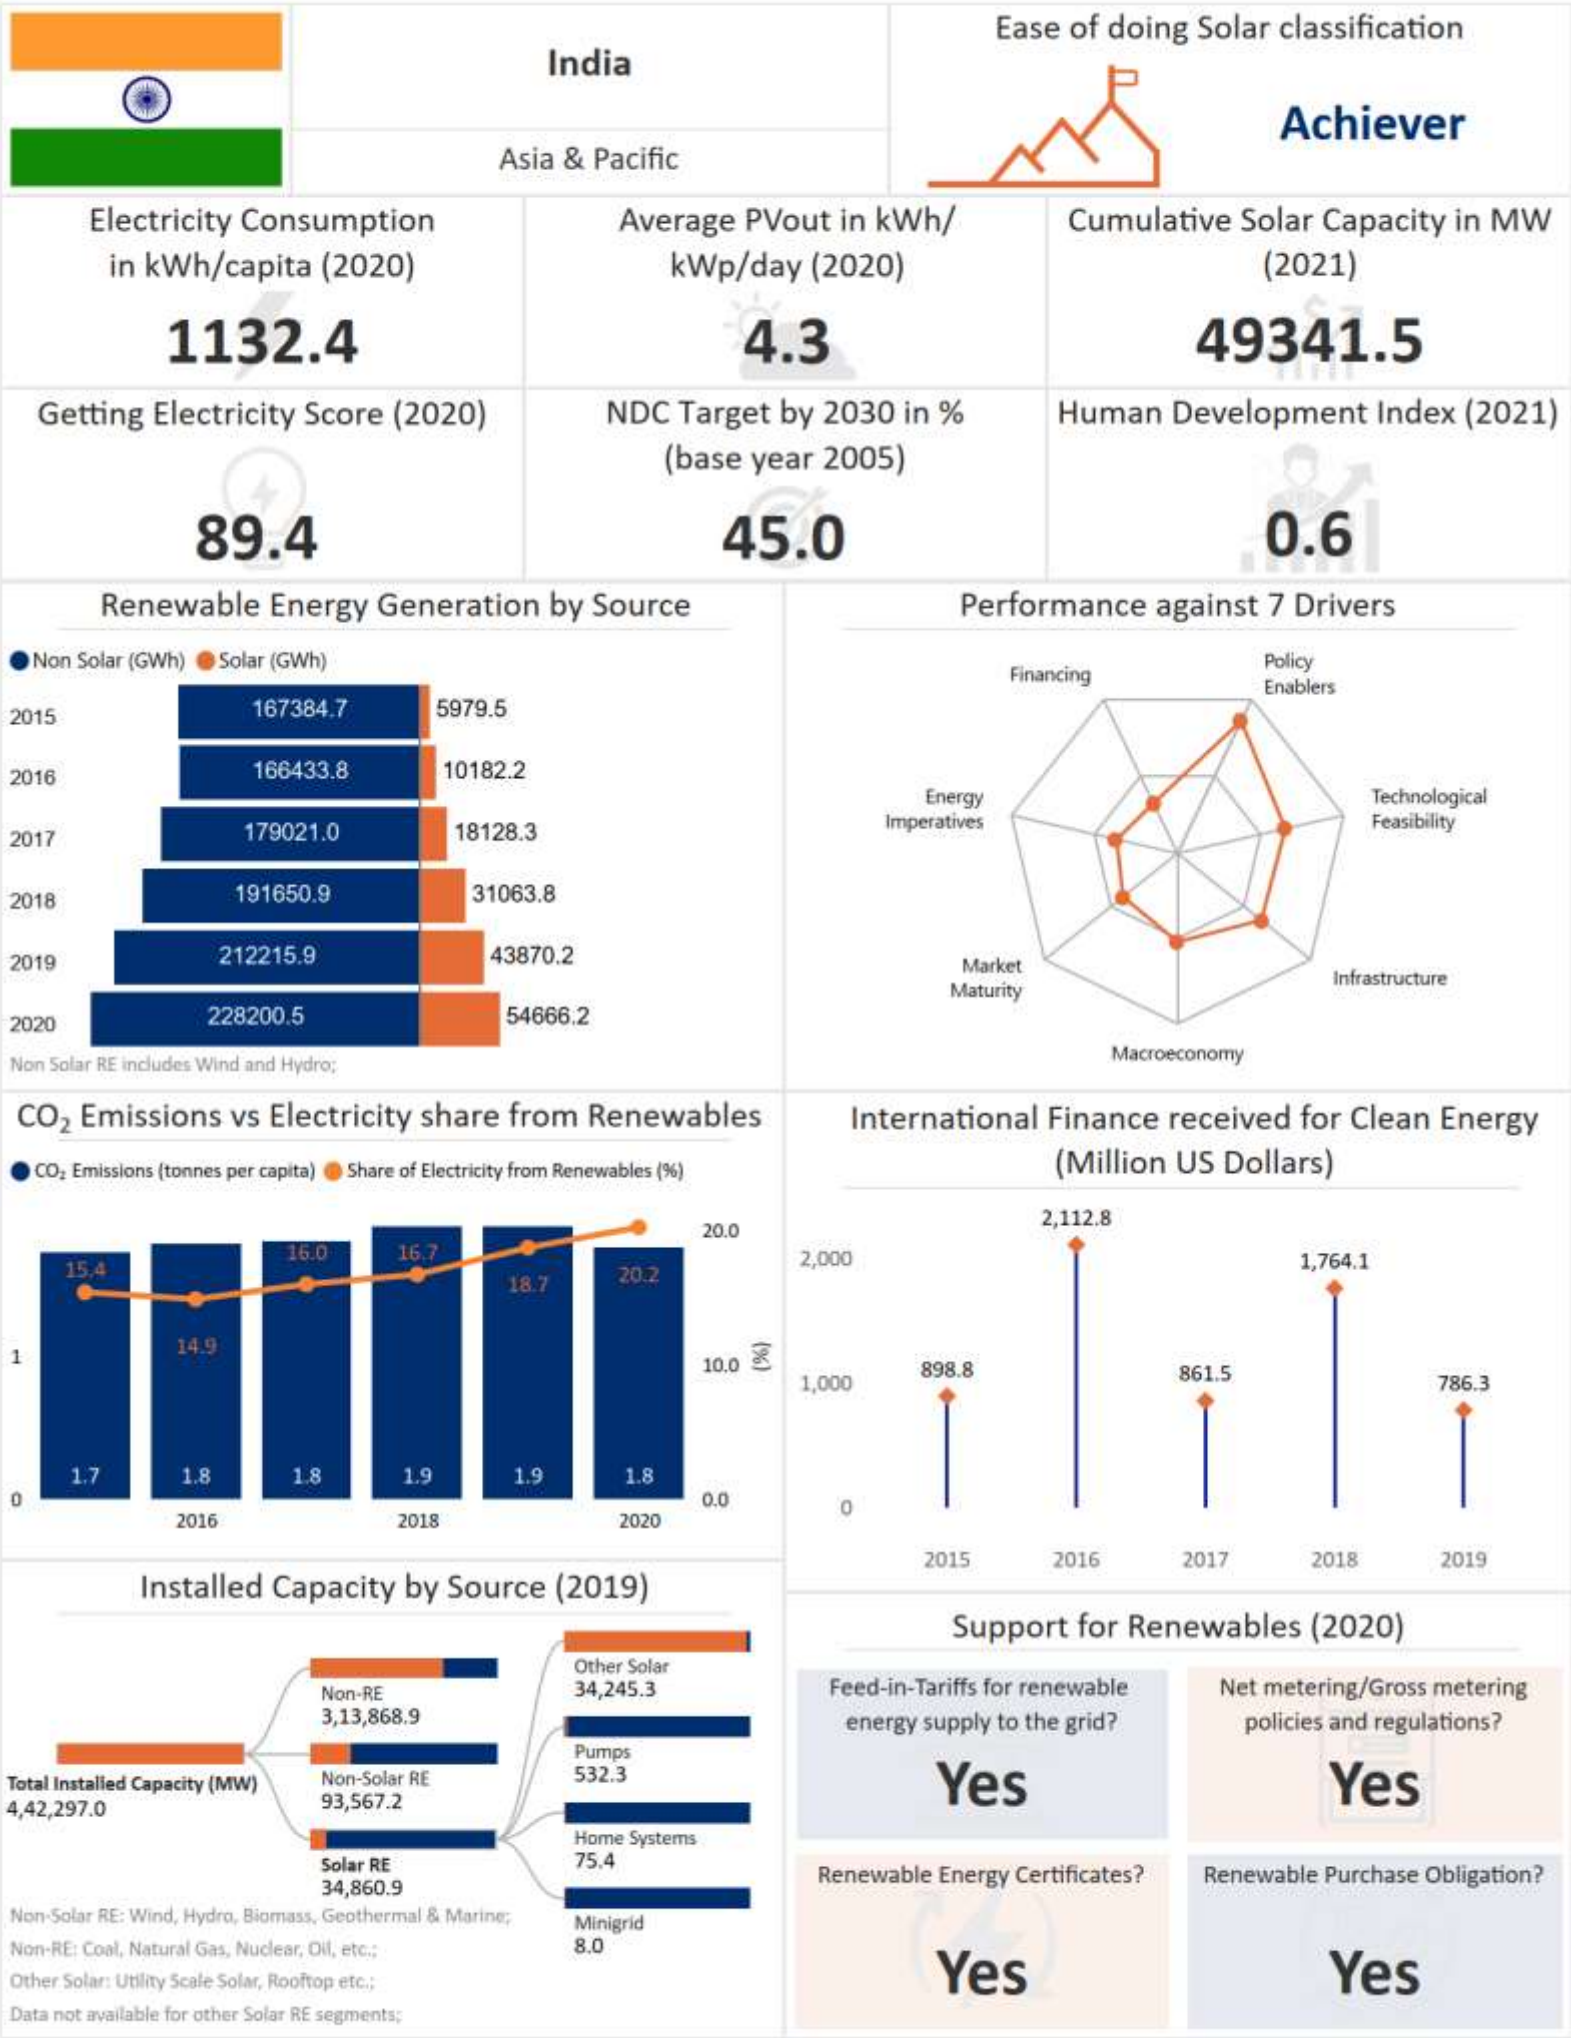 India
Asia & Pacific
Ease of doing Solar classification
Achiever
Electricity Consumption
in kWh/capita (2020)
1132.4
Average PVout in kWh/
kWp/day (2020)
4.3
Cumulative Solar Capacity in MW
(2021)
49341.5
Getting Electricity Score (2020)
89.4
NDC Target by 2030 in %
(base year 2005)
45.0
Human Development Index (2021)
0.6
Renewable Energy Generation by Source
Non Solar (GWh) Solar (GWh)
2015 167384.7 5979.5
2016 166433.8 10182.2
2017 179021.0 18128.3
2018 191650.9 31063.8
2019 212215.9 43870.2
2020 228200.5 54666.2
Non Solar RE includes Wind and Hydro;
Performance against 7 Drivers
Financing
Policy
Enablers
Energy
Imperatives
Technological
Feasibility
Market
Maturity
Infrastructure
Macroeconomy
CO₂ Emissions vs Electricity share from Renewables
CO₂ Emissions (tonnes per capita) Share of Electricity from Renewables (%)
20.0
15.4 16.0 16.7
18.7 20.2
14.9
1
10.0
(%)
1.7 1.8 1.8 1.9 1.9 1.8
0 0.0
2016 2018 2020
International Finance received for Clean Energy
(Million US Dollars)
2,112.8
2,000
1,764.1
898.8
861.5
1,000
786.3
0
2015 2016 2017 2018 2019
Installed Capacity by Source (2019)
Total Installed Capacity (MW)
4,42,297.0
Non-RE
3,13,868.9
Non-Solar RE
93,567.2
Solar RE
34,860.9
Other Solar
34,245.3
Pumps
532.3
Home Systems
75.4
Minigrid
8.0
Non-Solar RE: Wind, Hydro, Biomass, Geothermal & Marine;
Non-RE: Coal, Natural Gas, Nuclear, Oil, etc.;
Other Solar: Utility Scale Solar, Rooftop etc.;
Data not available for other Solar RE segments;
Support for Renewables (2020)
Feed-in-Tariffs for renewable
energy supply to the grid?
Yes
Net metering/Gross metering
policies and regulations?
Yes
Renewable Energy Certificates?
Yes
Renewable Purchase Obligation?
Yes